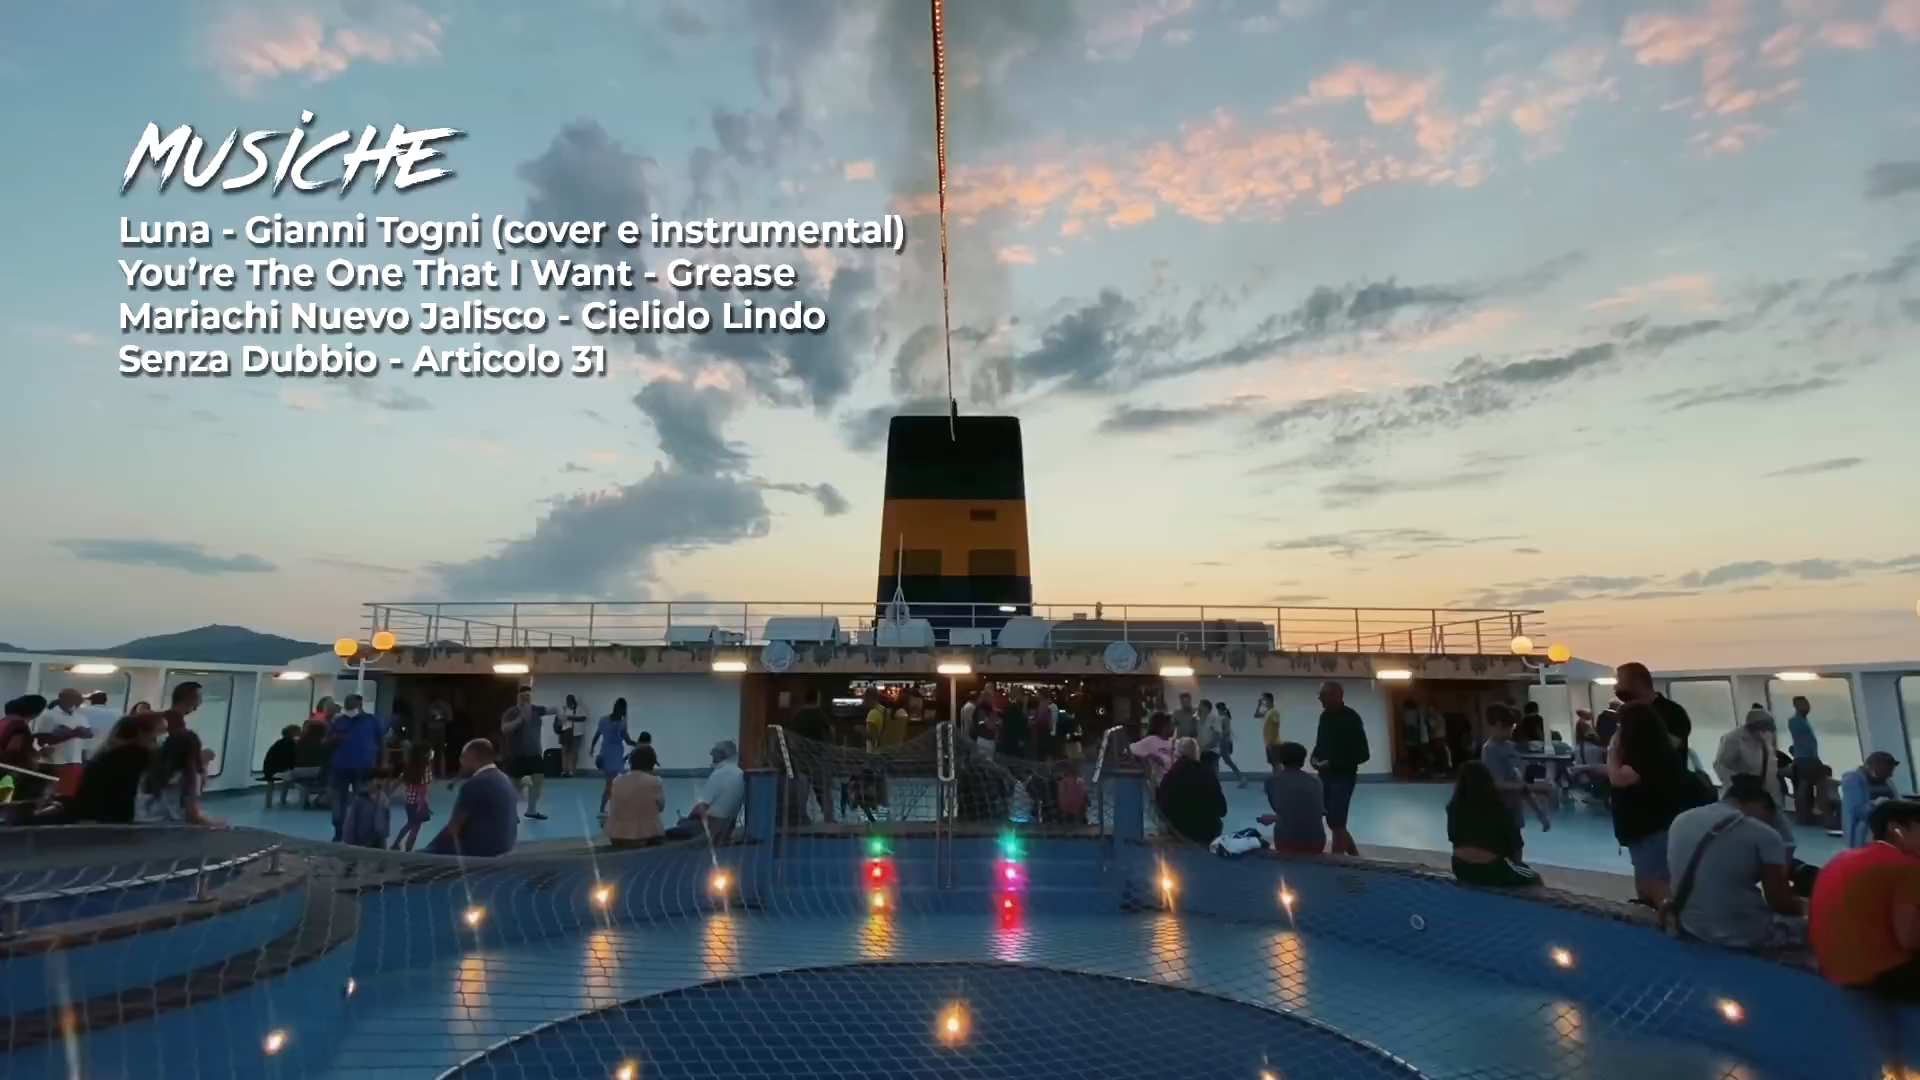 MUSiCHE
Luna - Gianni Togni (cover e instrumental)
You’re The One That I Want - Grease
Mariachi Nuevo Jalisco - Cielido Lindo
Senza Dubbio - Articolo 31